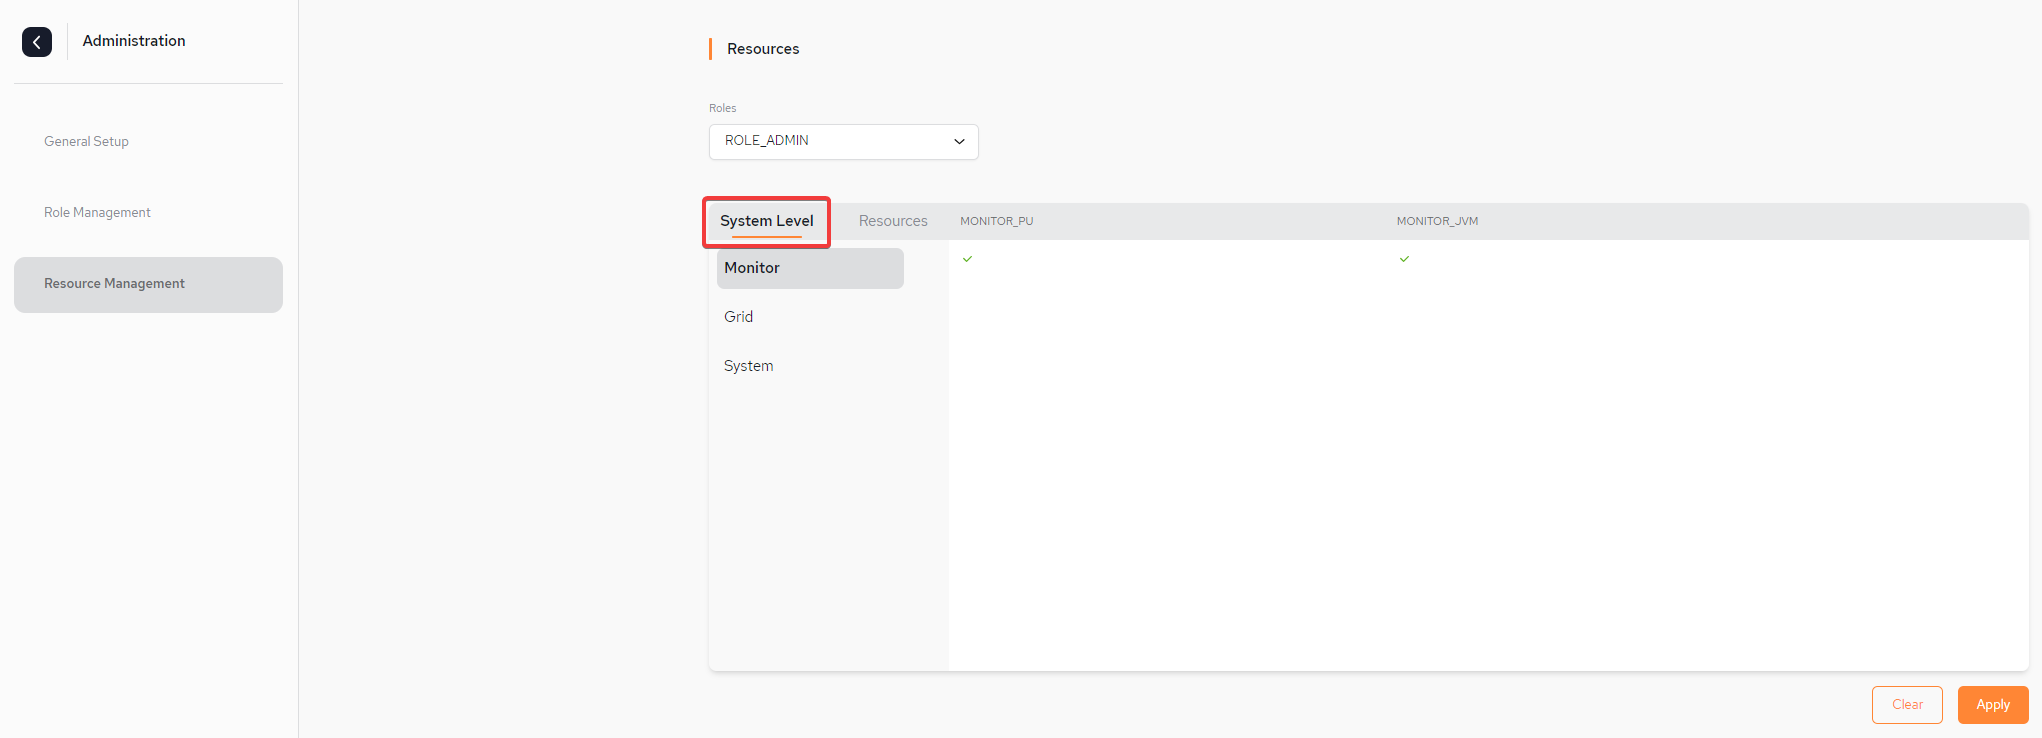 Administration
General Setup
Role Management
Resource Management
Resources
Roles
ROLE_ADMIN
System Level
Resources
MONITOR_PU
MONITOR_JVM
Monitor
Grid
System
Clear
Apply